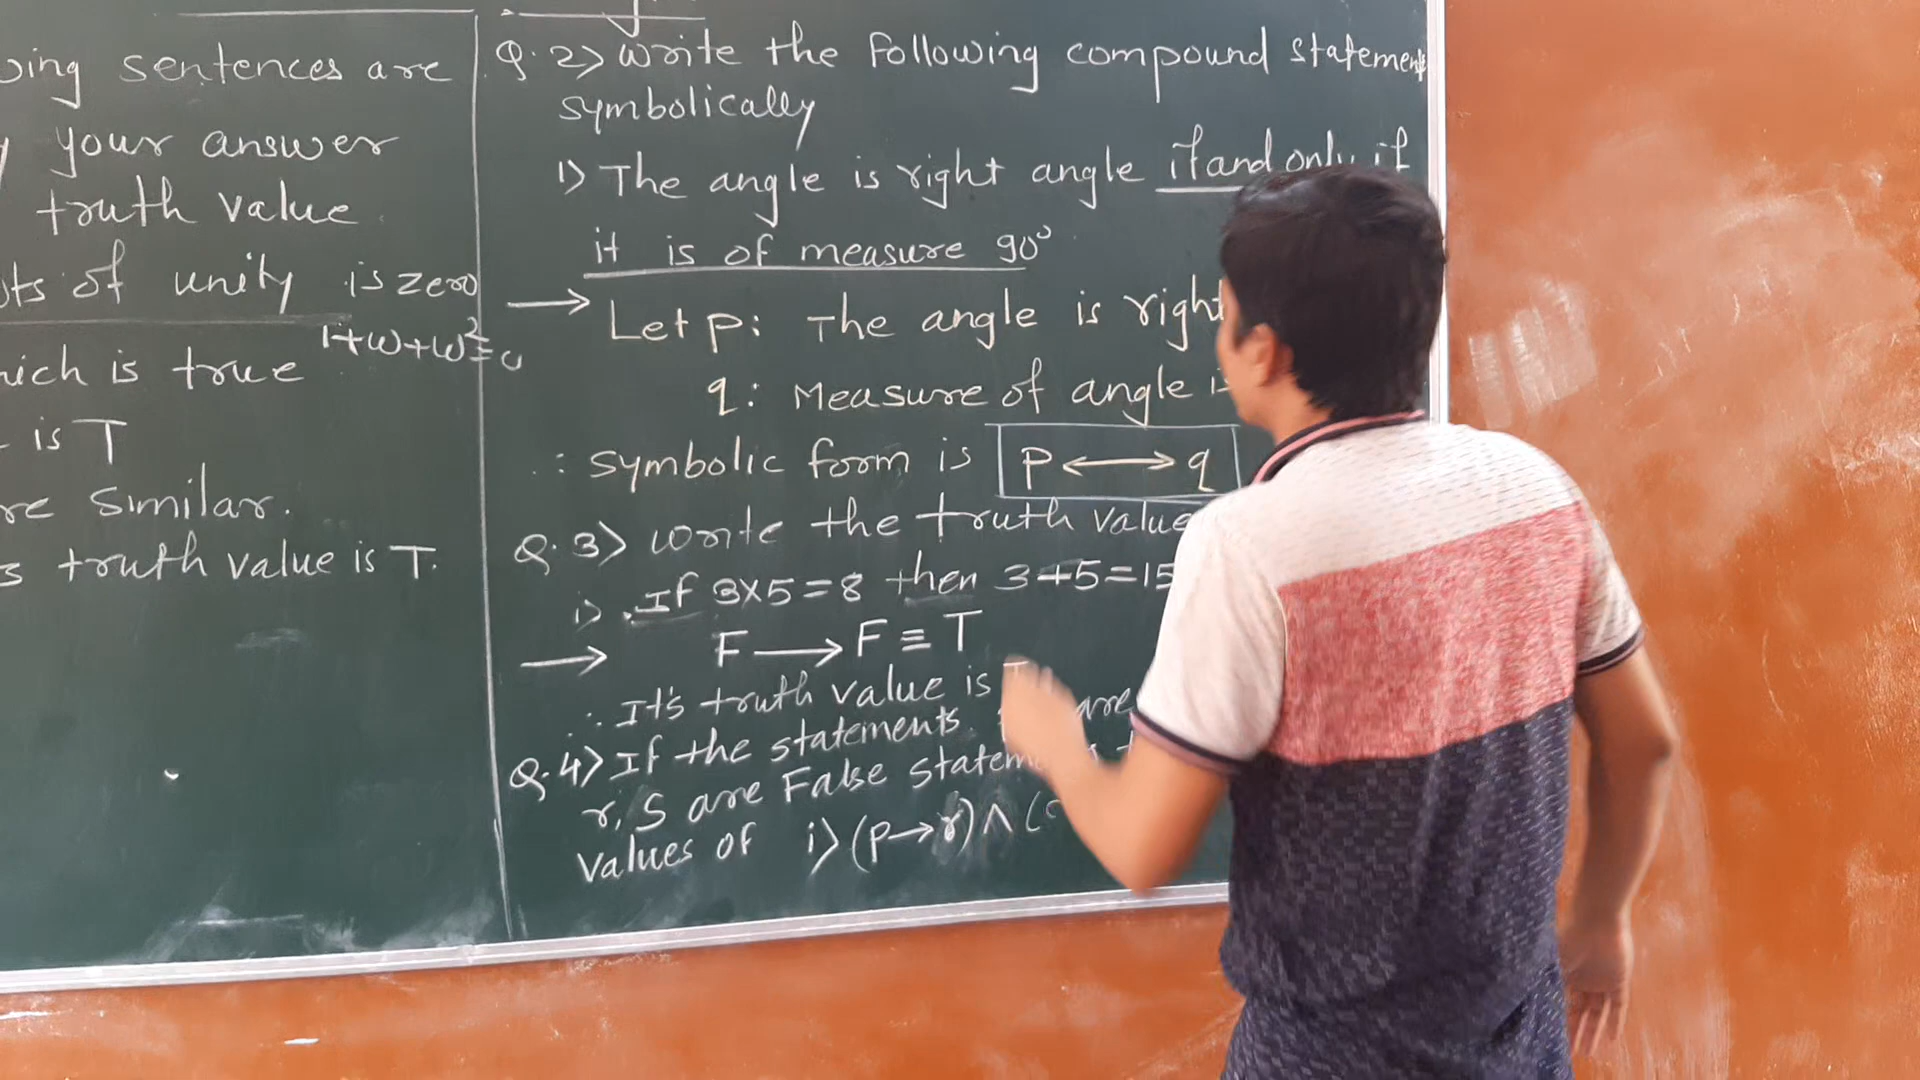 sentences are
your answer
truth value
of unity is zero
1+ω+ω²=0
is true
is T
similar.
truth value is T.
Q.2> Write the following compound statement
symbolically
1) The angle is right angle if and only if
it is of measure 90°
→ Let p: The angle is right
q: Measure of angle
∴ symbolic form is p ↔ q
Q.3> write the truth value
i> If 3x5=8 then 3+5=15
→ F → F ≡ T
∴ It's truth value is
Q.4> If the statements are
r, s are False
values of i> (p→r)∧(